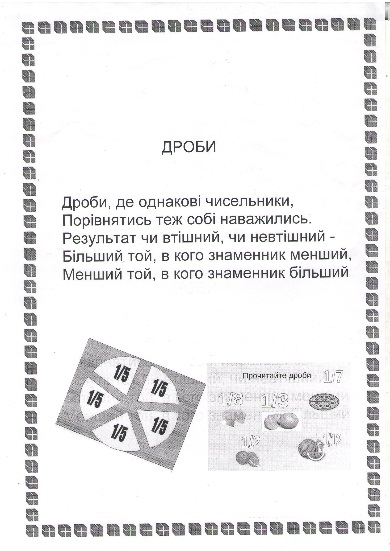 ДРОБИ
Дроби, де однакові чисельники,
Порівнятись теж собі наважились.
Результат чи втішний, чи невтішний -
Більший той, в кого знаменник менший,
Менший той, в кого знаменник більший
1/5
1/5
1/5
1/5
1/5
Прочитайте дроби
1/7